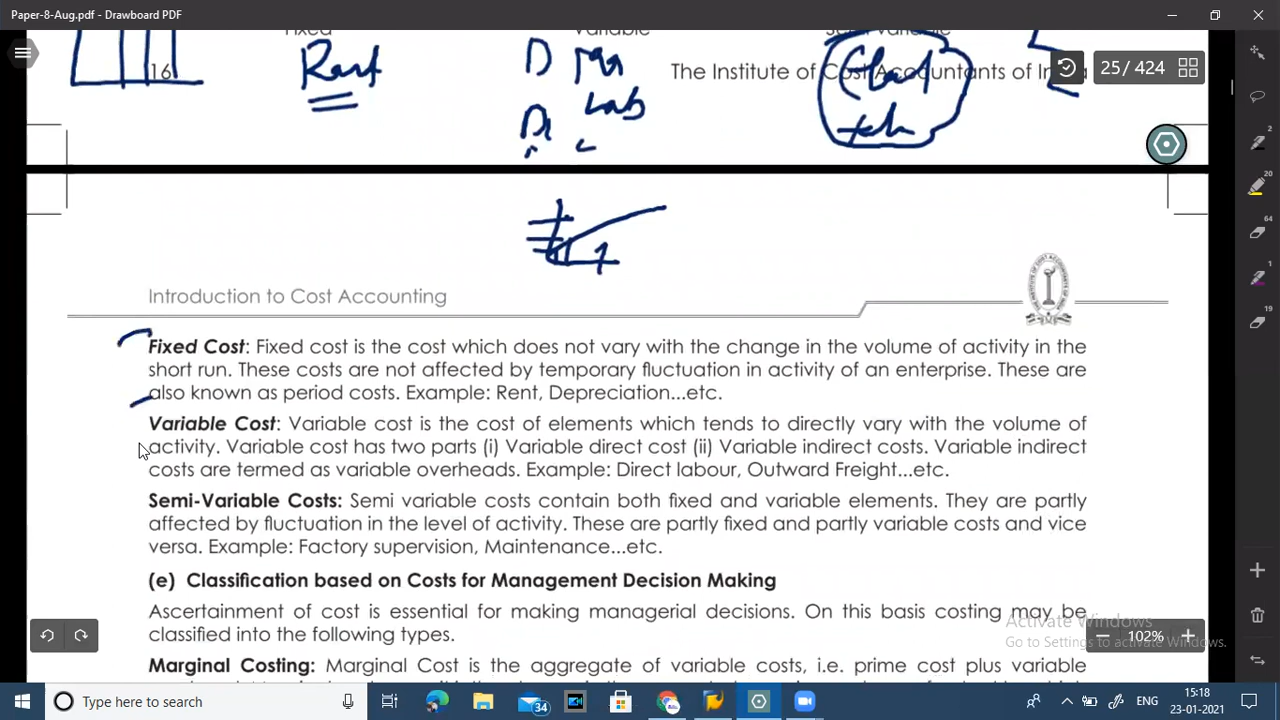 Paper-8-Aug.pdf - Drawboard PDF
Rent
16
The Institute of Cost Accountants of In
25 / 424
D
Lab
Introduction to Cost Accounting
Fixed Cost: Fixed cost is the cost which does not vary with the change in the volume of activity in the
short run. These costs are not affected by temporary fluctuation in activity of an enterprise. These are
also known as period costs. Example: Rent, Depreciation...etc.
Variable Cost: Variable cost is the cost of elements which tends to directly vary with the volume of
activity. Variable cost has two parts (i) Variable direct cost (ii) Variable indirect costs. Variable indirect
costs are termed as variable overheads. Example: Direct labour, Outward Freight...etc.
Semi-Variable Costs: Semi variable costs contain both fixed and variable elements. They are partly
affected by fluctuation in the level of activity. These are partly fixed and partly variable costs and vice
versa. Example: Factory supervision, Maintenance...etc.
(e) Classification based on Costs for Management Decision Making
Ascertainment of cost is essential for making managerial decisions. On this basis costing may be
classified into the following types.
Activate Windows
Go to Settings to activate Windows.
102%
Marginal Costing: Marginal Cost is the aggregate of variable costs, i.e. prime cost plus variable
Type here to search
34
ENG
15:18
23-01-2021
19